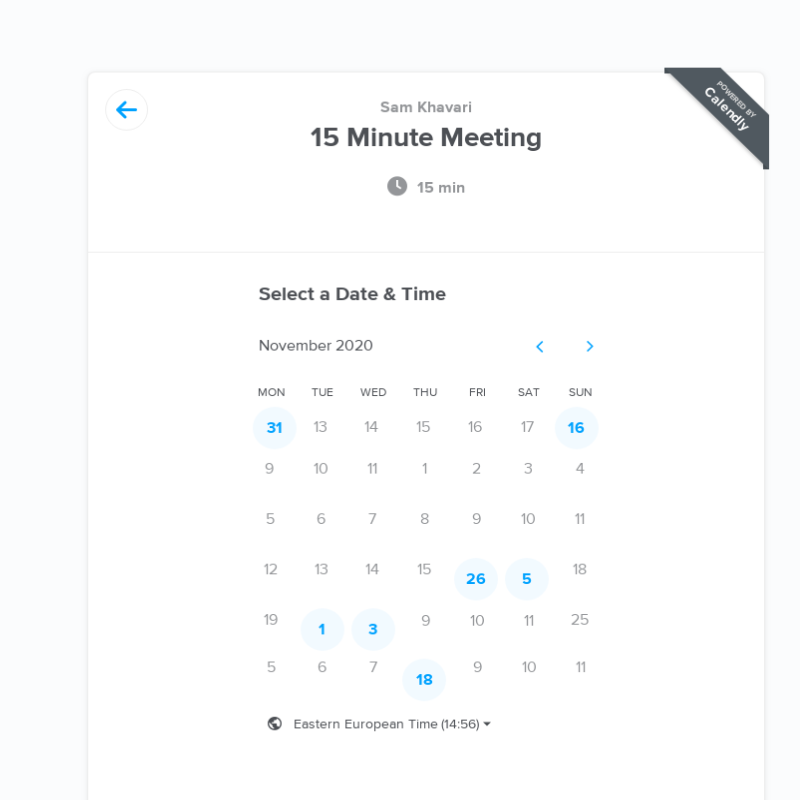 POWERED BY
Calendly
Sam Khavari
15 Minute Meeting
15 min
Select a Date & Time
November 2020
MON TUE WED THU FRI SAT SUN
31 13 14 15 16 17 16
9 10 11 1 2 3 4
5 6 7 8 9 10 11
12 13 14 15 26 5 18
19 1 3 9 10 11 25
5 6 7 18 9 10 11
Eastern European Time (14:56)